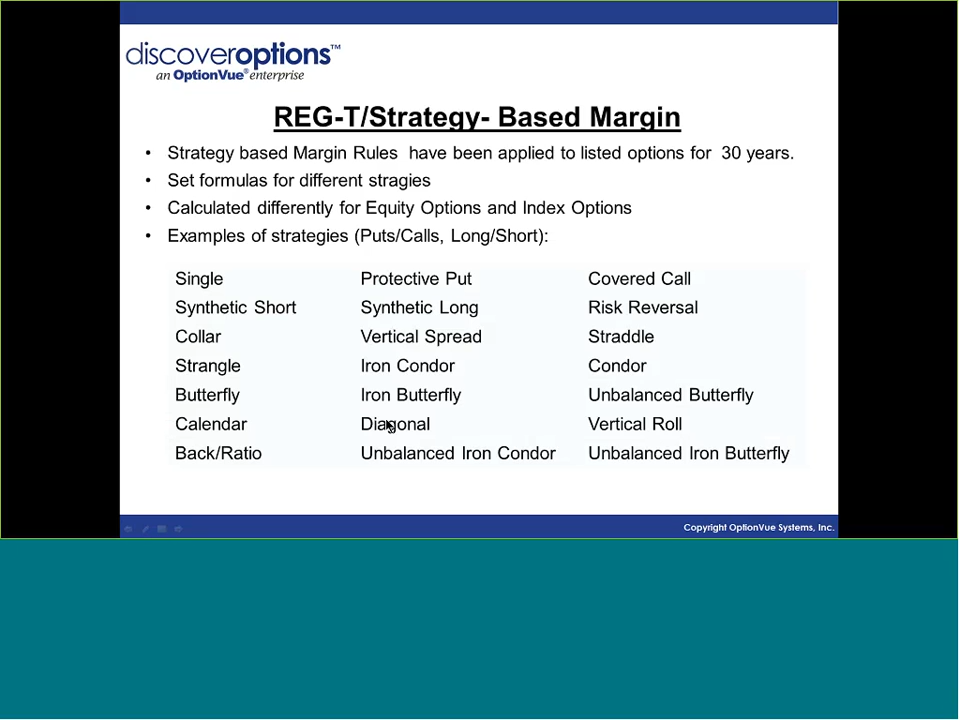 discoveroptions™
an OptionVue® enterprise
REG-T/Strategy- Based Margin
• Strategy based Margin Rules have been applied to listed options for 30 years.
• Set formulas for different stragies
• Calculated differently for Equity Options and Index Options
• Examples of strategies (Puts/Calls, Long/Short):
Single Protective Put Covered Call
Synthetic Short Synthetic Long Risk Reversal
Collar Vertical Spread Straddle
Strangle Iron Condor Condor
Butterfly Iron Butterfly Unbalanced Butterfly
Calendar Diagonal Vertical Roll
Back/Ratio Unbalanced Iron Condor Unbalanced Iron Butterfly
Copyright OptionVue Systems, Inc.